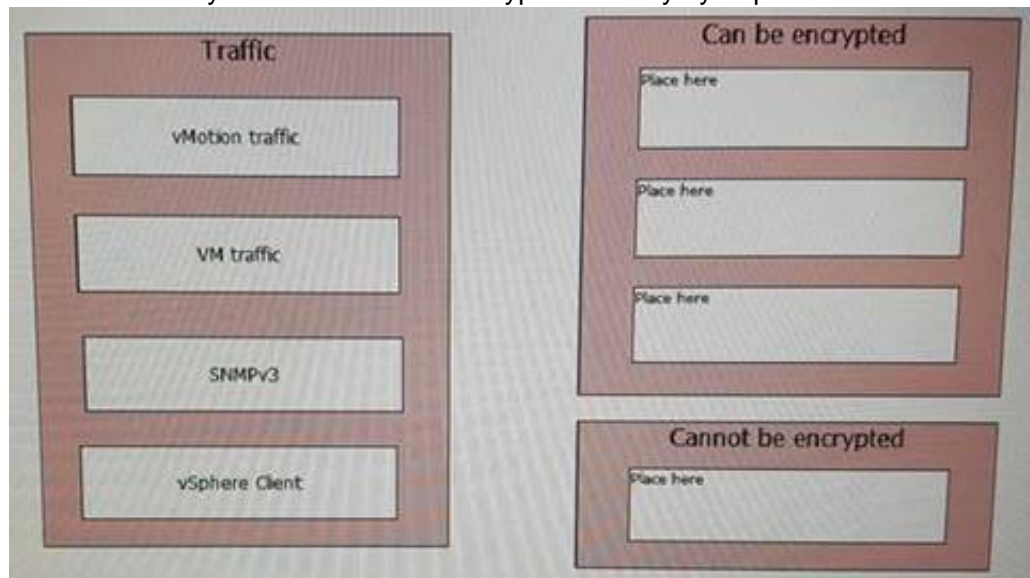 Traffic
vMotion traffic
VM traffic
SNMPv3
vSphere Client
Can be encrypted
Place here
Place here
Place here
Cannot be encrypted
Place here